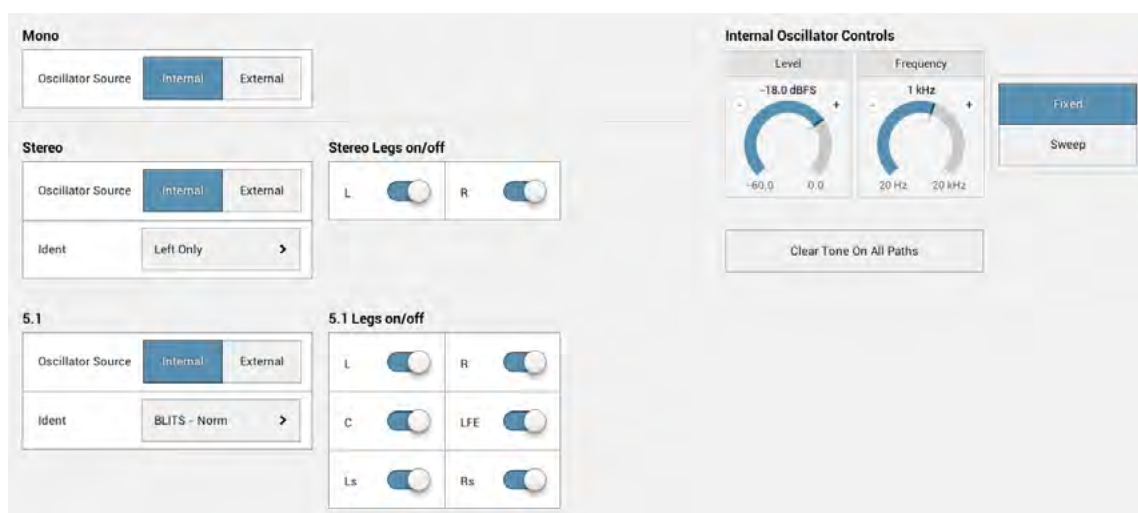 Mono
Oscillator Source Internal External
Stereo
Oscillator Source Internal External
Ident Left Only >
Stereo Legs on/off
L R
5.1
Oscillator Source Internal External
Ident BLITS - Norm >
5.1 Legs on/off
L R
C LFE
Ls Rs
Internal Oscillator Controls
Level Frequency
-18.0 dBFS 1 kHz
- + - +
-60.0 0.0 20 Hz 20 kHz
Fixed
Sweep
Clear Tone On All Paths